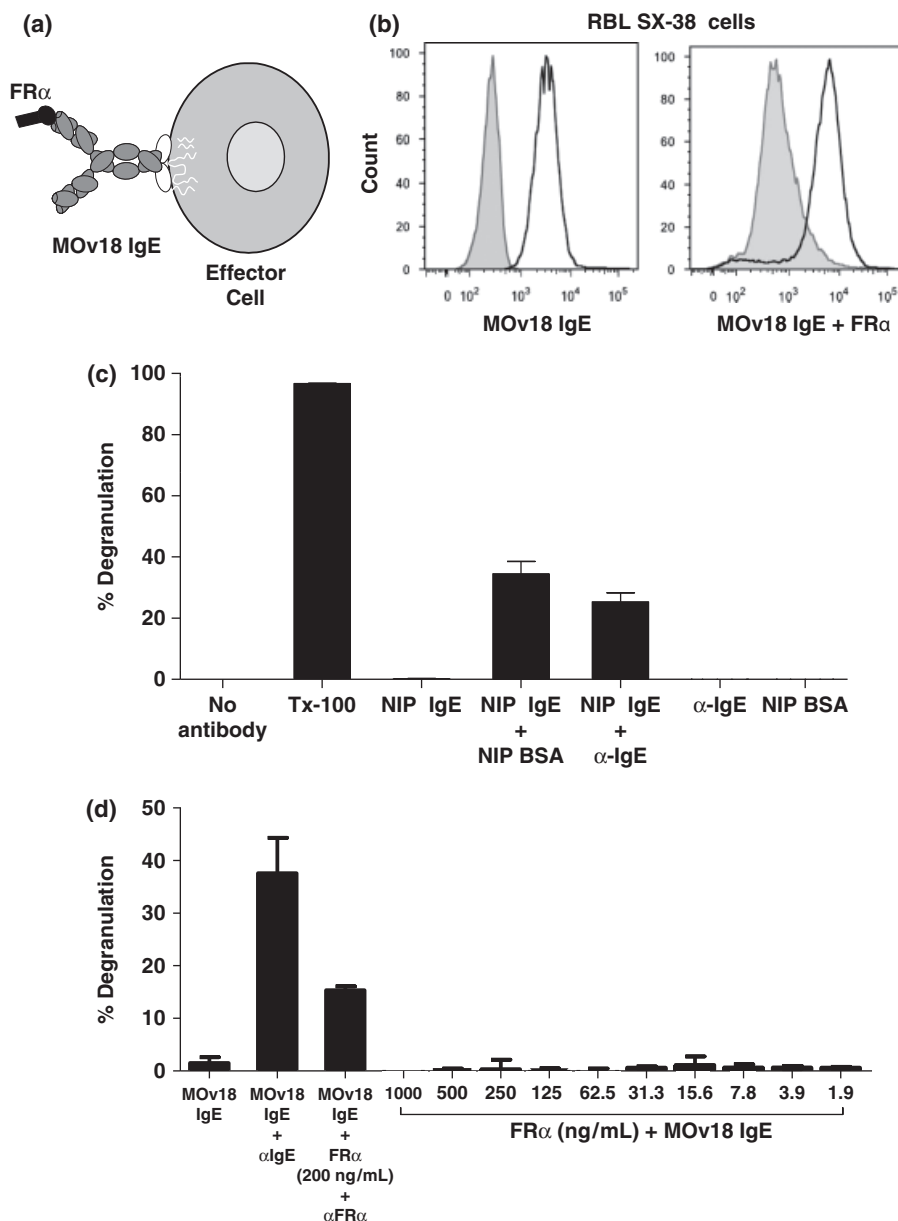 (a)
FRα
MOv18 IgE
Effector
Cell
(b)
RBL SX-38 cells
Count
100
80
60
40
20
0
0 10² 10³ 10⁴ 10⁵
MOv18 IgE
100
80
60
40
20
0
0 10² 10³ 10⁴ 10⁵
MOv18 IgE + FRα
(c)
% Degranulation
100
80
60
40
20
0
No
antibody
Tx-100
NIP IgE
NIP IgE
+
NIP BSA
NIP IgE
+
α-IgE
α-IgE
NIP BSA
(d)
% Degranulation
50
40
30
20
10
0
MOv18
IgE
MOv18
IgE
+
αIgE
MOv18
IgE
+
FRα
(200 ng/mL)
+
αFRα
1000 500 250 125 62.5 31.3 15.6 7.8 3.9 1.9
FRα (ng/mL) + MOv18 IgE